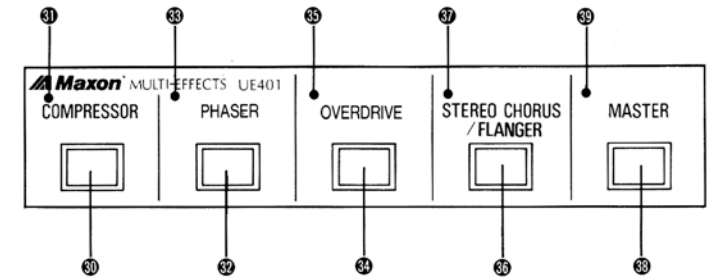 31 33 35 37 39
Maxon MULTI-EFFECTS UE401
COMPRESSOR PHASER OVERDRIVE STEREO CHORUS / FLANGER MASTER
30 32 34 36 38